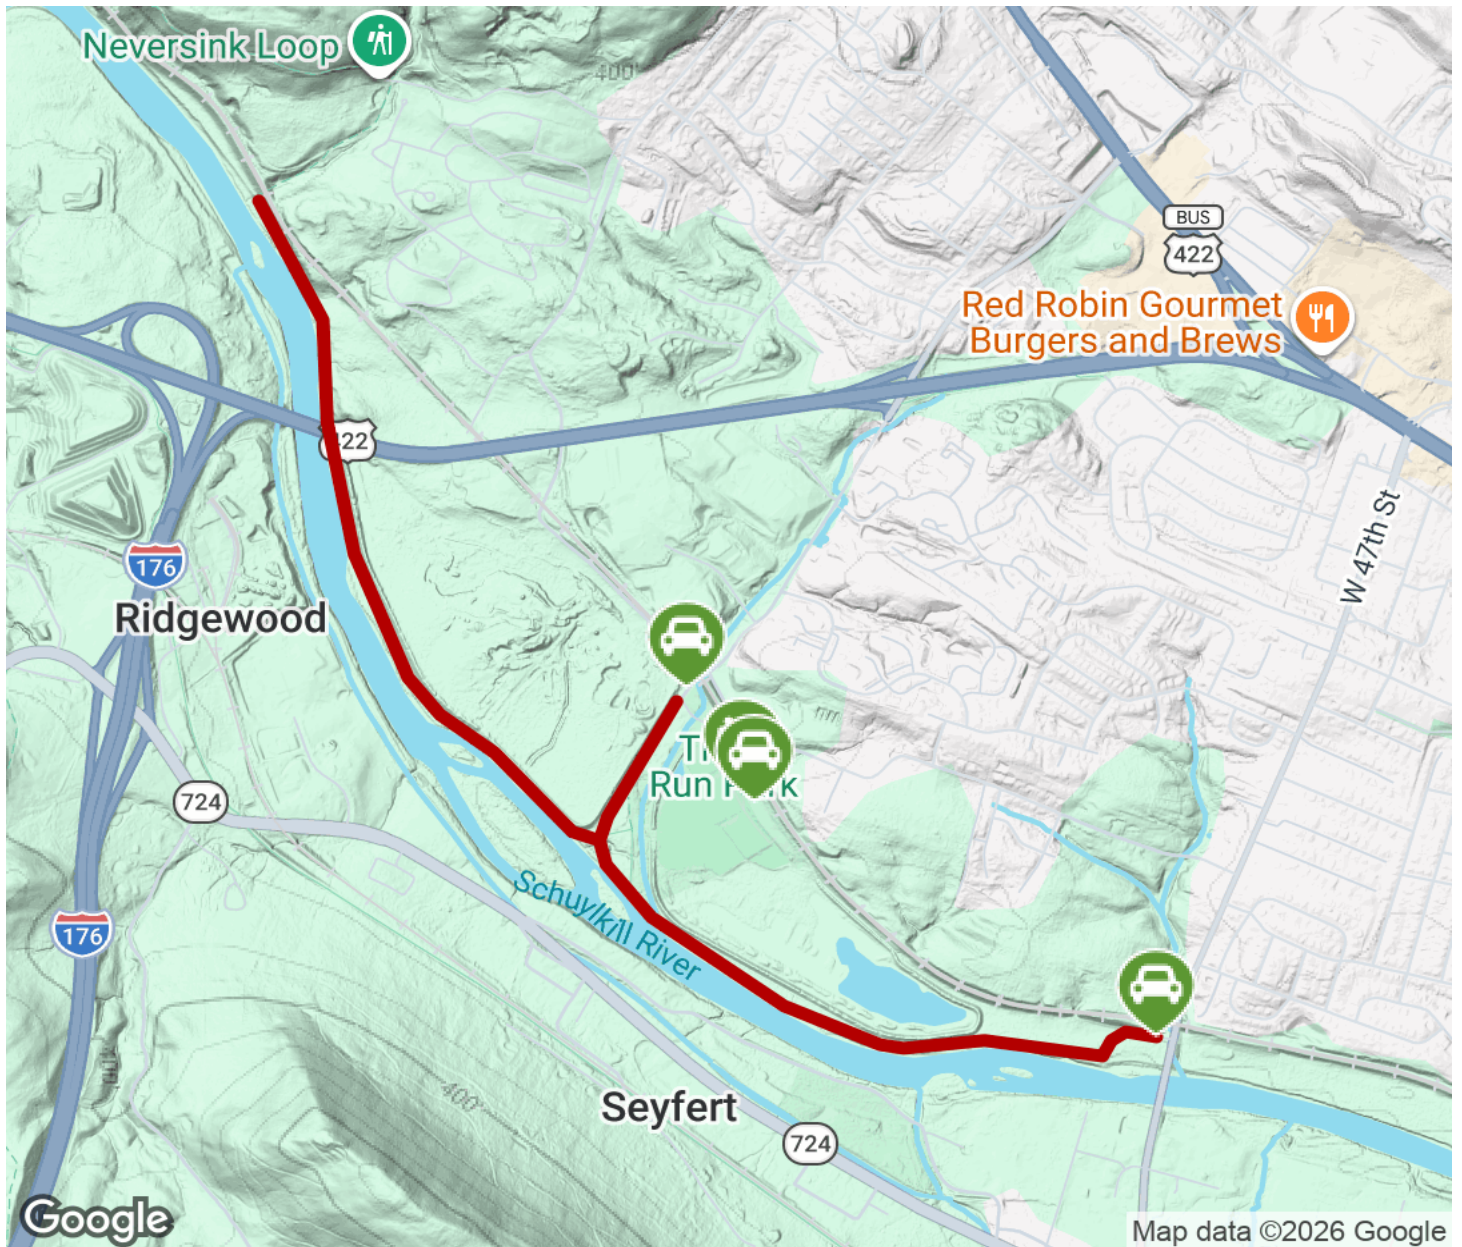 Neversink Loop
400'
BUS
422
Red Robin Gourmet
Burgers and Brews
W 47th St
176
Ridgewood
Run
724
176
Schuylkill River
400'
400'
Seyfert
724
Google
Map data ©2026 Google